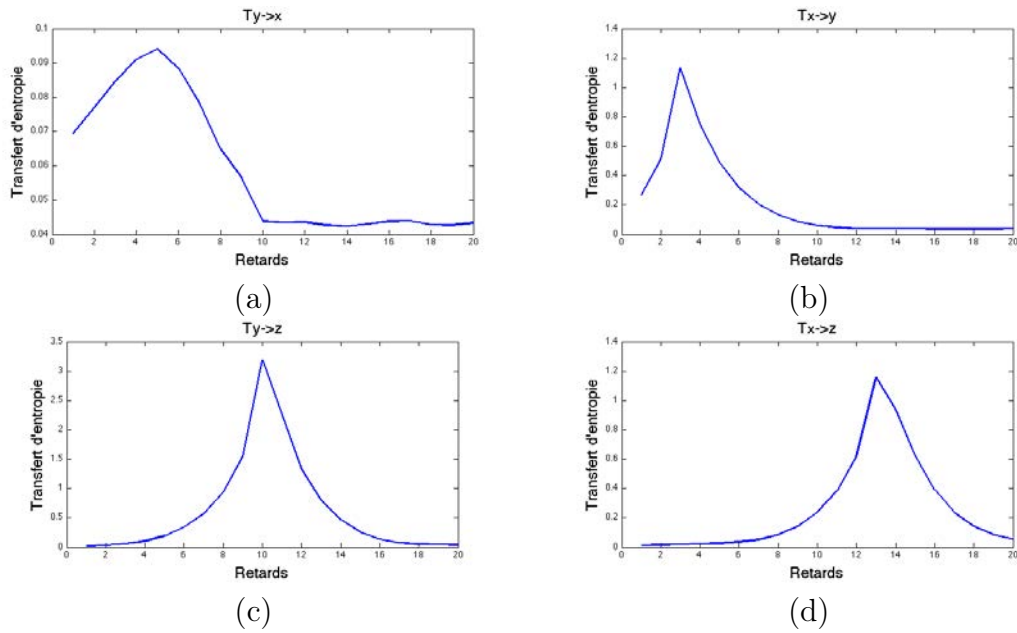 Ty->x
Transfert d'entropie
0.1
0.09
0.08
0.07
0.06
0.05
0.04
0 2 4 6 8 10 12 14 16 18 20
Retards
(a)
Tx->y
Transfert d'entropie
1.4
1.2
1
0.8
0.6
0.4
0.2
0
0 2 4 6 8 10 12 14 16 18 20
Retards
(b)
Ty->z
Transfert d'entropie
3.5
3
2.5
2
1.5
1
0.5
0
0 2 4 6 8 10 12 14 16 18 20
Retards
(c)
Tx->z
Transfert d'entropie
1.4
1.2
1
0.8
0.6
0.4
0.2
0
0 2 4 6 8 10 12 14 16 18 20
Retards
(d)